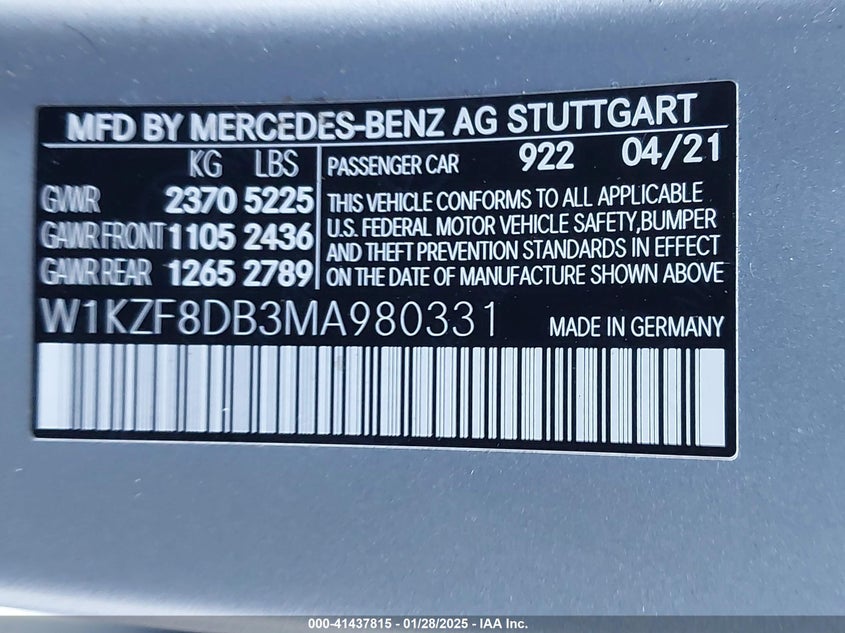 MFD BY MERCEDES-BENZ AG STUTTGART
KG LBS
GVWR 2370 5225
GAWR FRONT 1105 2436
GAWR REAR 1265 2789
PASSENGER CAR 922 04/21
THIS VEHICLE CONFORMS TO ALL APPLICABLE
U.S. FEDERAL MOTOR VEHICLE SAFETY,BUMPER
AND THEFT PREVENTION STANDARDS IN EFFECT
ON THE DATE OF MANUFACTURE SHOWN ABOVE
W1KZF8DB3MA980331 MADE IN GERMANY
000-41437815 - 01/28/2025 - IAA Inc.